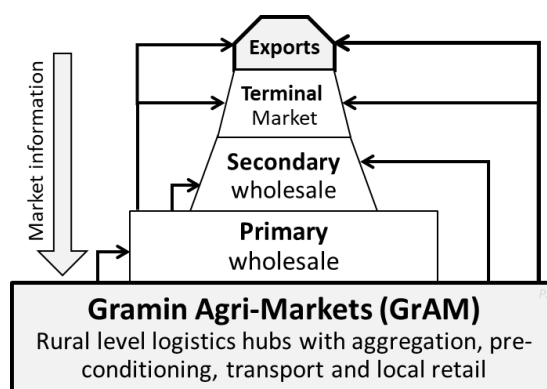 Market information
Exports
Terminal
Market
Secondary
wholesale
Primary
wholesale
Gramin Agri-Markets (GrAM)
Rural level logistics hubs with aggregation, pre-
conditioning, transport and local retail